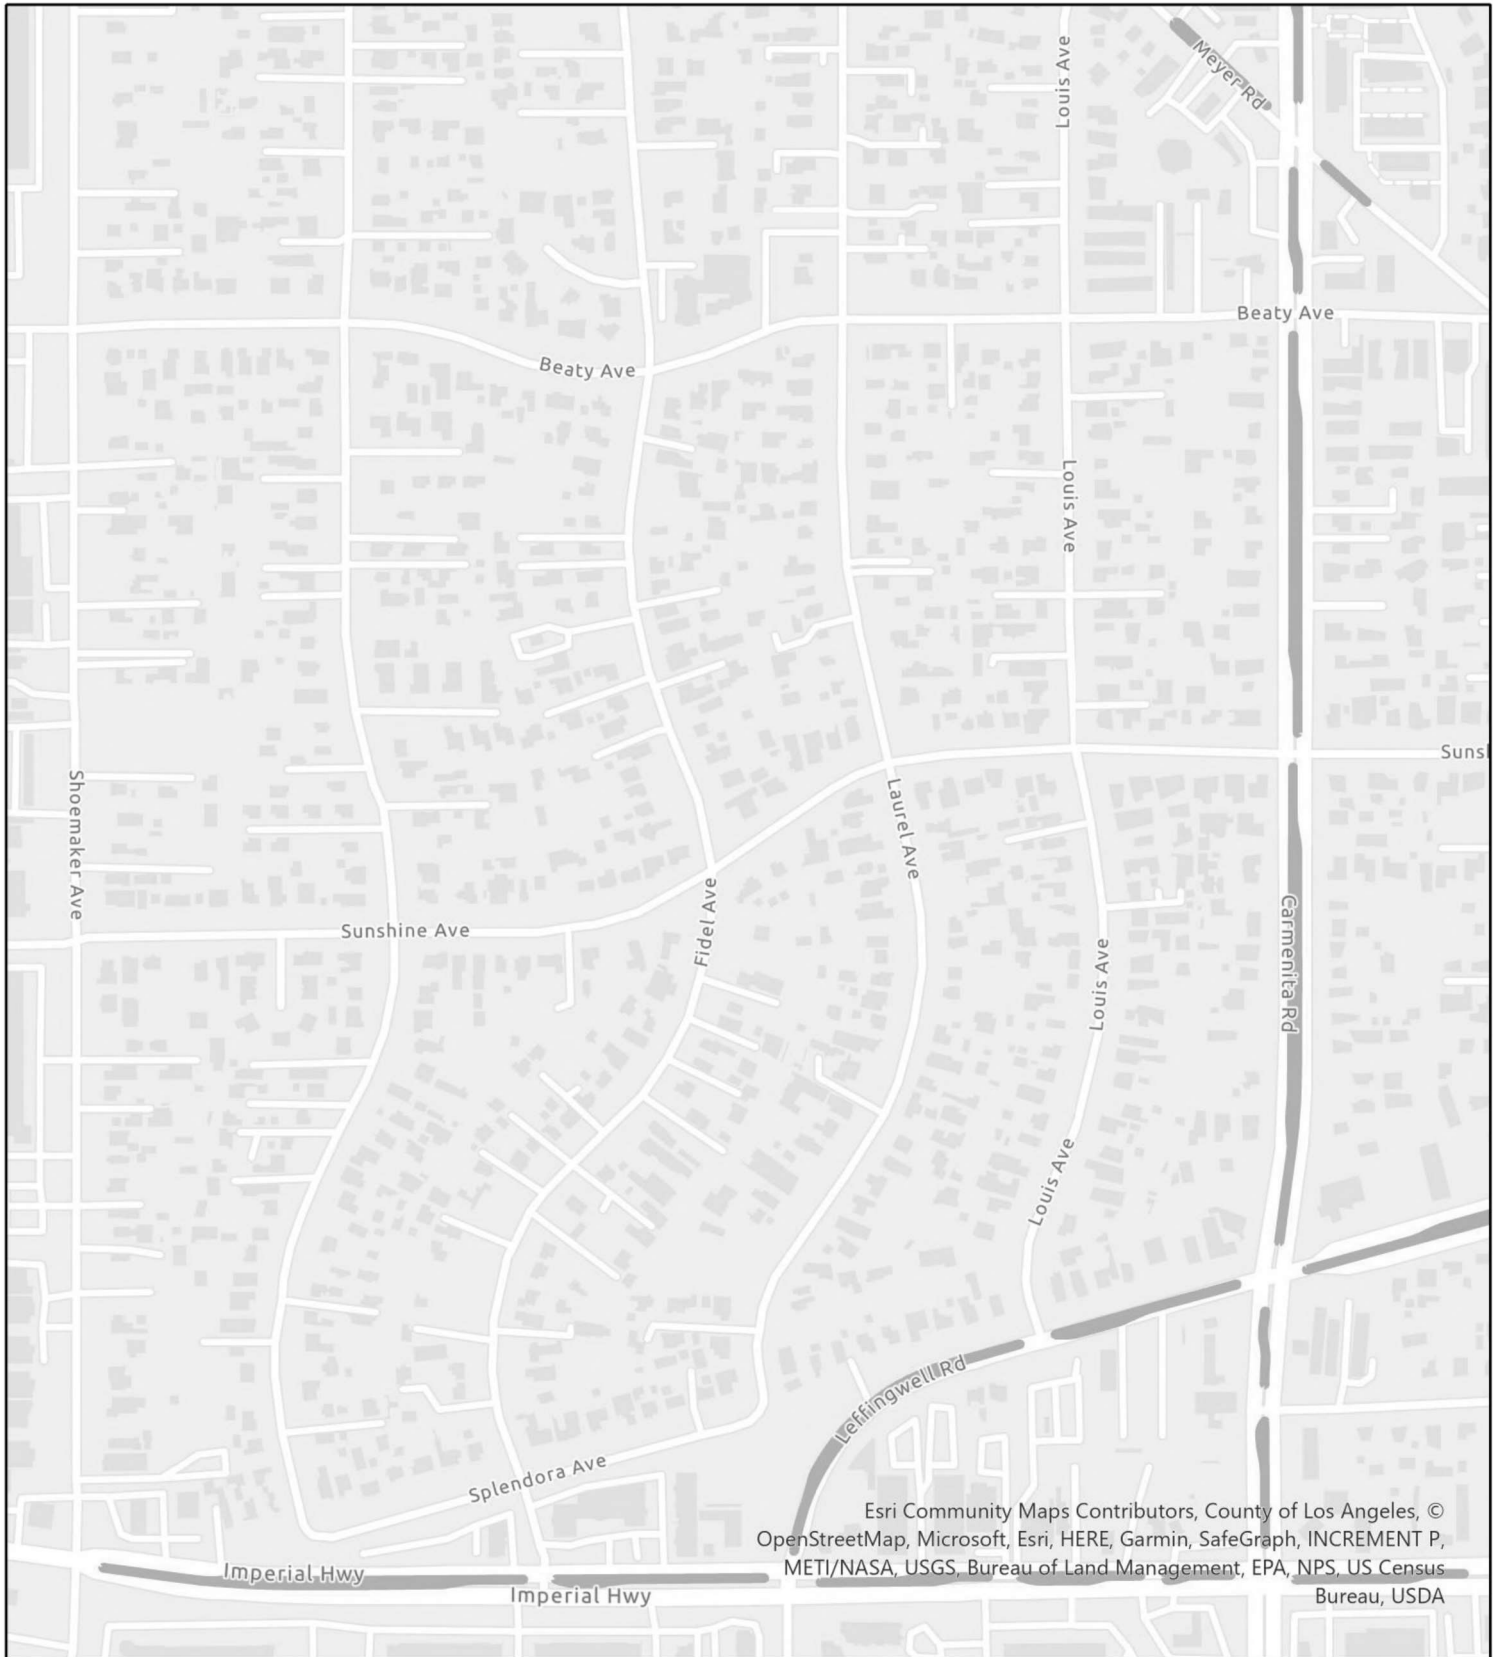 Louis Ave
Meyer Rd
Beaty Ave
Beaty Ave
Louis Ave
Sunsl
Shoemaker Ave
Laurel Ave
Sunshine Ave
Fidel Ave
Carmenita Rd
Louis Ave
Louis Ave
Leffingwell Rd
Splendora Ave
Esri Community Maps Contributors, County of Los Angeles, ©
OpenStreetMap, Microsoft, Esri, HERE, Garmin, SafeGraph, INCREMENT P,
METI/NASA, USGS, Bureau of Land Management, EPA, NPS, US Census
Bureau, USDA
Imperial Hwy
Imperial Hwy